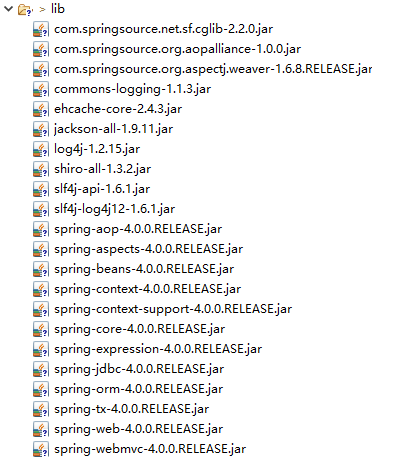 lib
com.springsource.net.sf.cglib-2.2.0.jar
com.springsource.org.aopalliance-1.0.0.jar
com.springsource.org.aspectj.weaver-1.6.8.RELEASE.jar
commons-logging-1.1.3.jar
ehcache-core-2.4.3.jar
jackson-all-1.9.11.jar
log4j-1.2.15.jar
shiro-all-1.3.2.jar
slf4j-api-1.6.1.jar
slf4j-log4j12-1.6.1.jar
spring-aop-4.0.0.RELEASE.jar
spring-aspects-4.0.0.RELEASE.jar
spring-beans-4.0.0.RELEASE.jar
spring-context-4.0.0.RELEASE.jar
spring-context-support-4.0.0.RELEASE.jar
spring-core-4.0.0.RELEASE.jar
spring-expression-4.0.0.RELEASE.jar
spring-jdbc-4.0.0.RELEASE.jar
spring-orm-4.0.0.RELEASE.jar
spring-tx-4.0.0.RELEASE.jar
spring-web-4.0.0.RELEASE.jar
spring-webmvc-4.0.0.RELEASE.jar